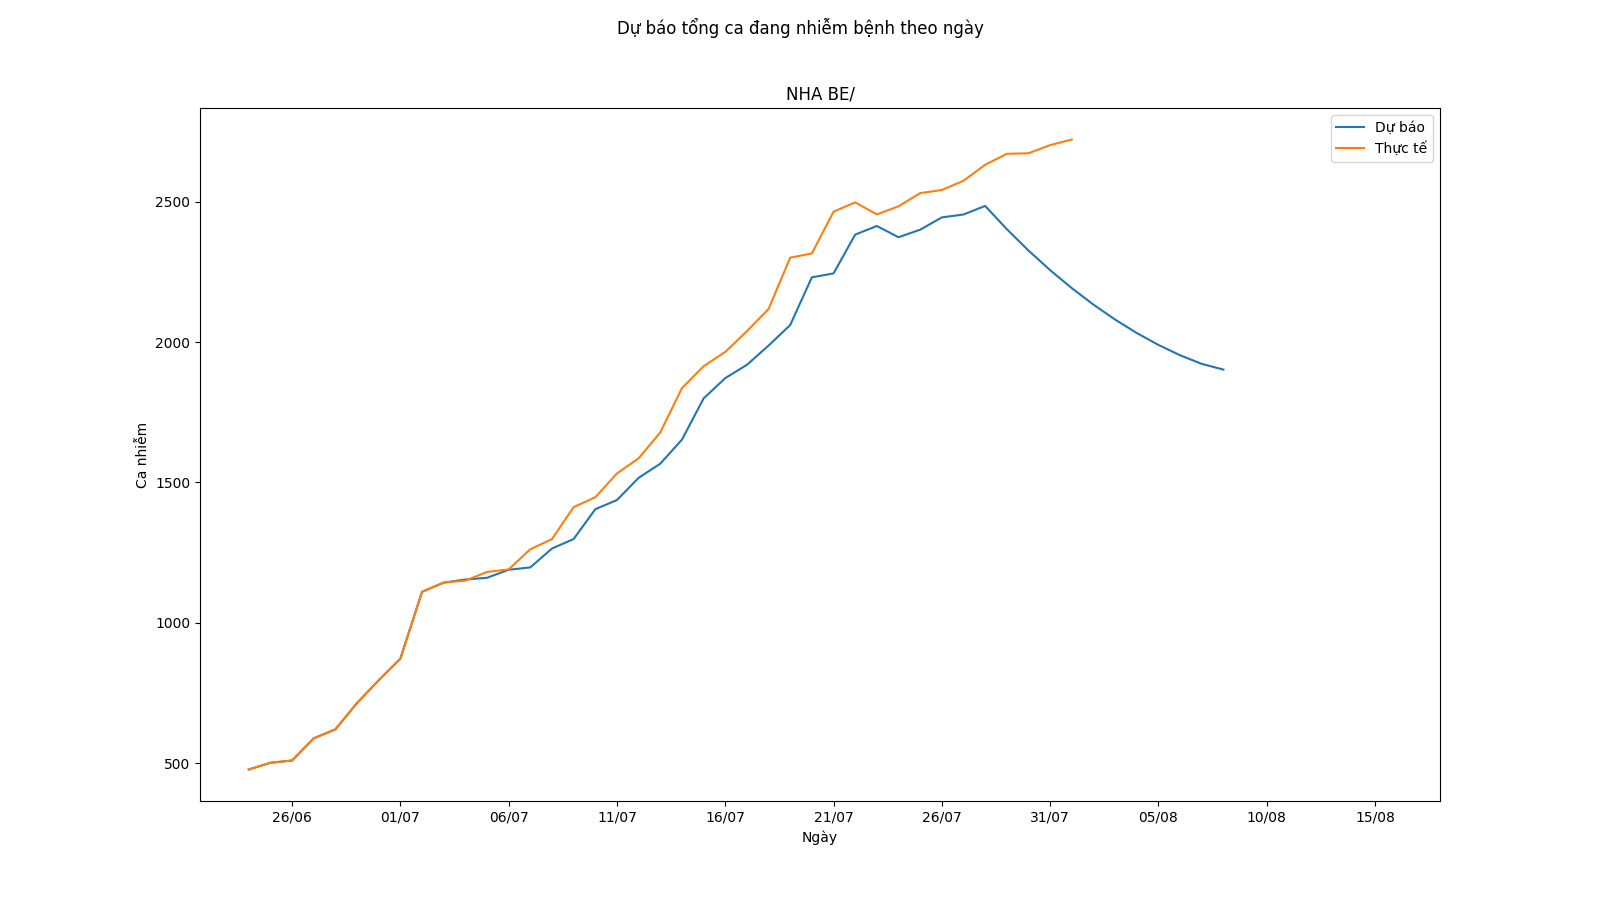 Dự báo tổng ca đang nhiễm bệnh theo ngày
NHA BE/
Dự báo
Thực tế
2500
2000
1500
1000
500
Ca nhiễm
26/06
01/07
06/07
11/07
16/07
21/07
26/07
31/07
05/08
10/08
15/08
Ngày